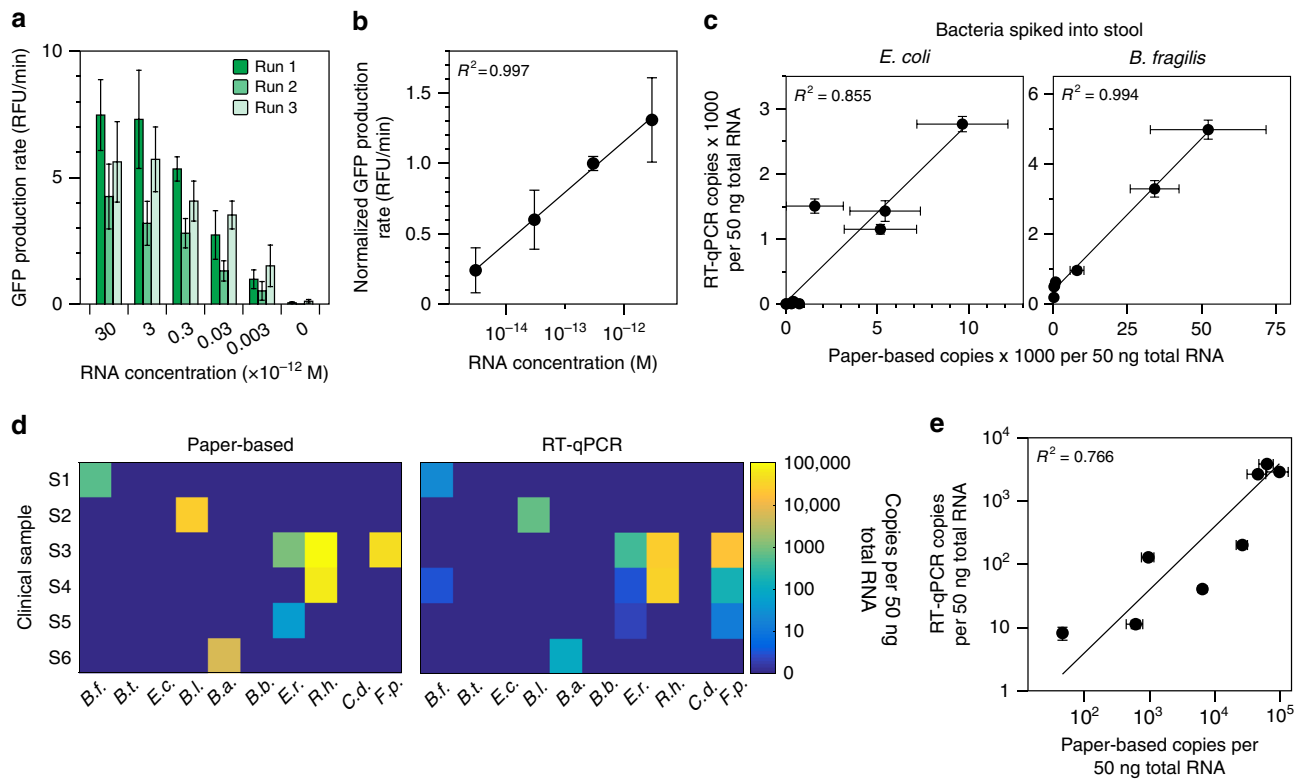 a
GFP production rate (RFU/min)
10
5
0
Run 1
Run 2
Run 3
30
3
0.3
0.03
0.003
0
RNA concentration (×10⁻¹² M)
b
Normalized GFP production
rate (RFU/min)
R² = 0.997
1.5
1.0
0.5
0
10⁻¹⁴
10⁻¹³
10⁻¹²
RNA concentration (M)
c
Bacteria spiked into stool
E. coli
B. fragilis
RT-qPCR copies x 1000
per 50 ng total RNA
R² = 0.855
3
2
1
0
0
5
10
R² = 0.994
6
4
2
0
0
25
50
75
Paper-based copies x 1000 per 50 ng total RNA
d
Paper-based
RT-qPCR
Clinical sample
S1
S2
S3
S4
S5
S6
B.f.
B.t.
E.c.
B.l.
B.a.
B.b.
E.r.
R.h.
C.d.
F.p.
B.f.
B.t.
E.c.
B.l.
B.a.
B.b.
E.r.
R.h.
C.d.
F.p.
100,000
10,000
1000
100
10
0
Copies per 50 ng
total RNA
e
RT-qPCR copies
per 50 ng total RNA
R² = 0.766
10⁴
10³
10²
10
1
10²
10³
10⁴
10⁵
Paper-based copies per
50 ng total RNA